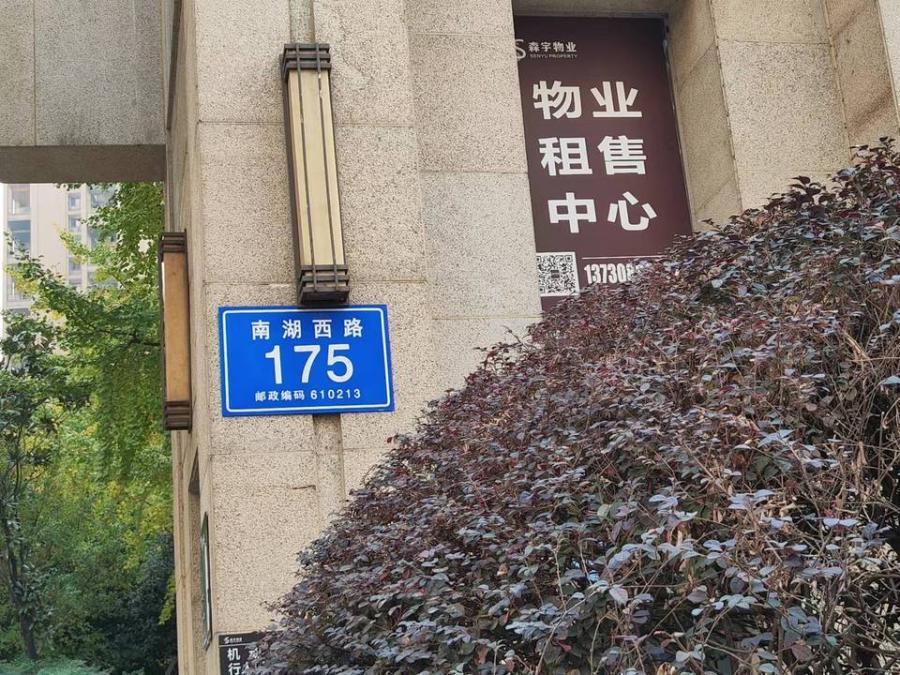 森宇物业
SENYU PROPERTY
物业
租售
中心
137308
南湖西路
175
邮政编码 610213
机
行